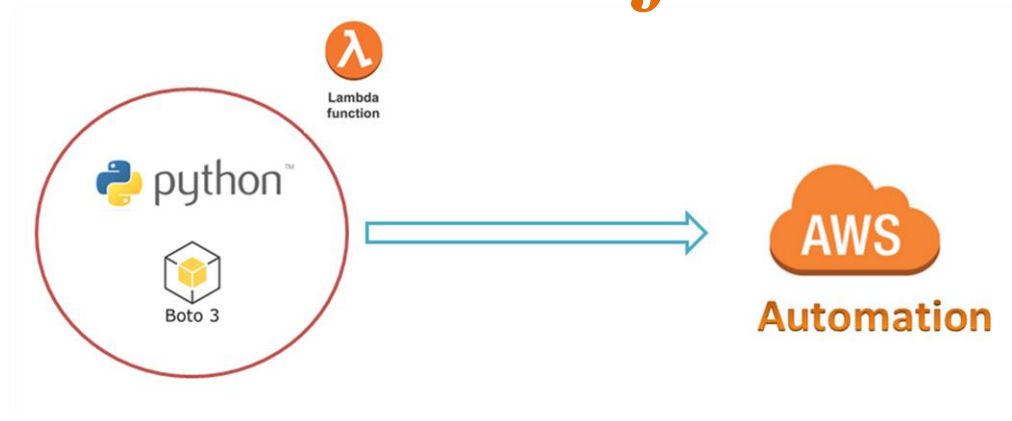 λ
Lambda
function
python™
Boto 3
AWS
Automation